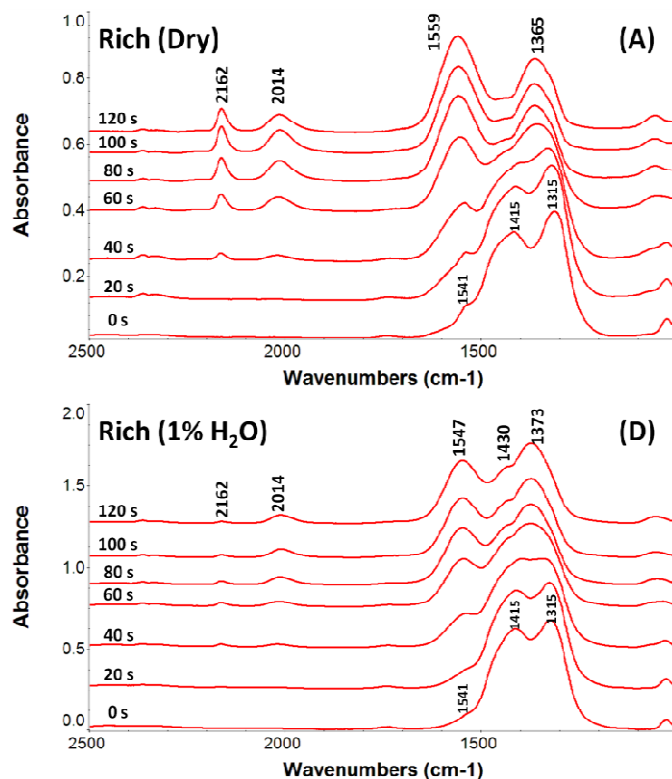 1.0
Rich (Dry)
1559
1365
(A)
0.8
2162
2014
120 s
0.6
100 s
80 s
60 s
0.4
1415
1315
40 s
0.2
20 s
1541
0 s
2500
2000
1500
Wavenumbers (cm-1)
Absorbance
2.0
Rich (1% H₂O)
1547
1430
1373
(D)
1.5
2162
2014
120 s
100 s
1.0
80 s
60 s
1415
1315
0.5
40 s
20 s
1541
0.0
0 s
2500
2000
1500
Wavenumbers (cm-1)
Absorbance